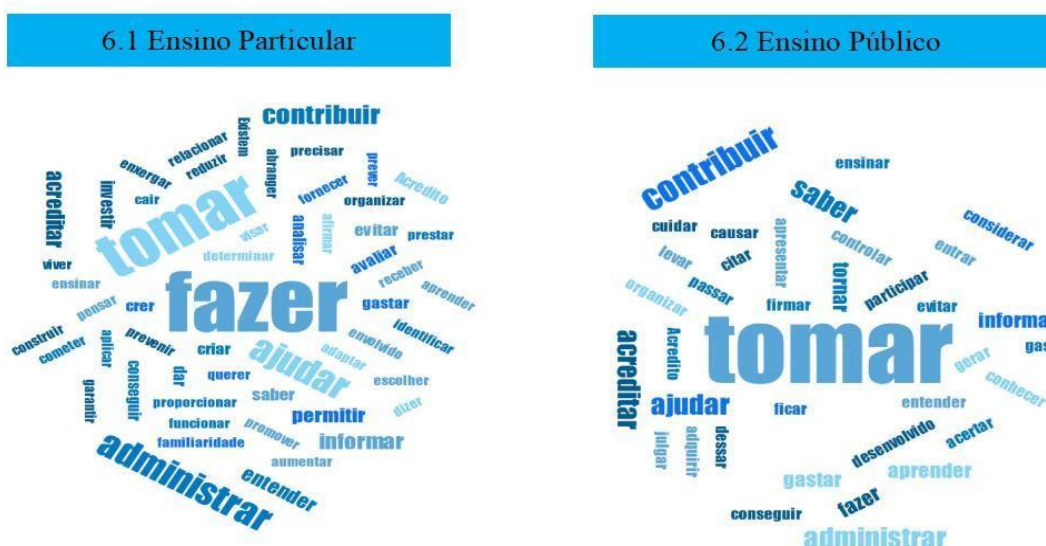 6.1 Ensino Particular
contribuir
Existem
relacionar
reduzir
enxergar
abranger
precisar
prever
fornecer
Acredito
organizar
acreditar
investir
cair
tomar
visar
analisar
afirmar
evitar
prestar
viver
ensinar
determinar
avaliar
receber
aprender
pensar
crer
fazer
gastar
construir
cometer
aplicar
prevenir
criar
ajudar
adaptar
envolvido
identificar
garantir
conseguir
dar
querer
saber
escolher
proporcionar
permitir
dizer
funcionar
familiaridade
promover
informar
aumentar
administrar
entender
6.2 Ensino Público
contribuir
ensinar
saber
considerar
cuidar
causar
apresentar
controlar
entrar
levar
citar
passar
tornar
participar
organizar
firmar
evitar
informa
gas
acreditar
Acredito
tomar
gerar
conhecer
ajudar
ficar
entender
julgar
adquirir
dessar
desenvolvido
acertar
gastar
aprender
conseguir
fazer
administrar